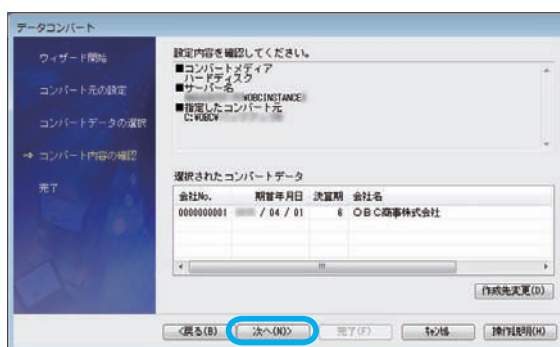 データコンバート
ウィザード開始
コンバート元の設定
コンバートデータの選択
⇒ コンバート内容の確認
完了
設定内容を確認してください。
■コンバートメディア
ハードディスク
■サーバー名
¥OBCINSTANCE
■指定したコンバート元
C:¥OBC¥
選択されたコンバートデータ
会社No. 期首年月日 決算期 会社名
0000000001 / 04 / 01 6 OBC商事株式会社
作成先変更(D)
<戻る(B) 次へ(N)> 完了(F) キャンセル 操作説明(H)